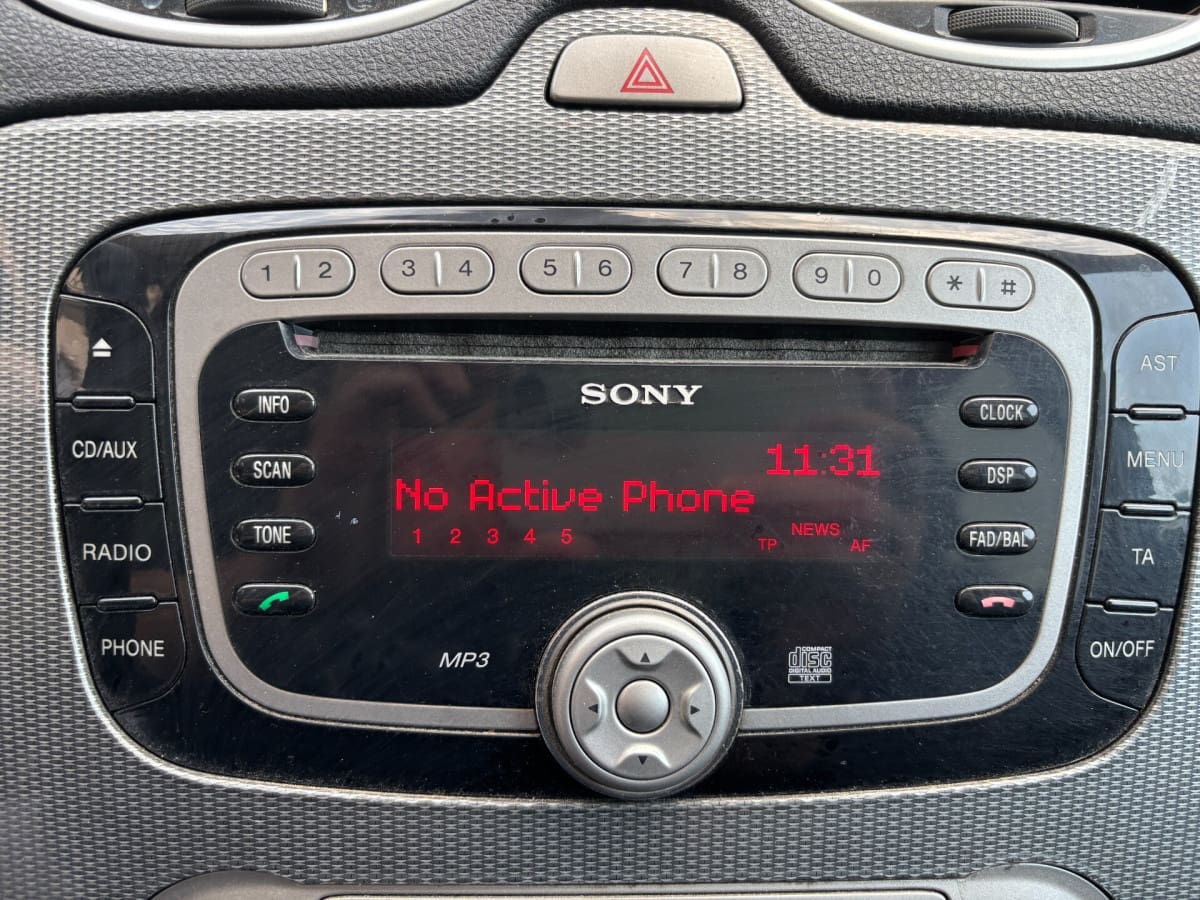 1 2 3 4 5 6 7 8 9 0 * #
SONY
INFO
CLOCK
AST
CD/AUX
SCAN
DSP
MENU
11:31
No Active Phone
1 2 3 4 5
TP NEWS AF
RADIO
TONE
FAD/BAL
TA
PHONE
MP3
COMPACT
disc
DIGITAL AUDIO
TEXT
ON/OFF